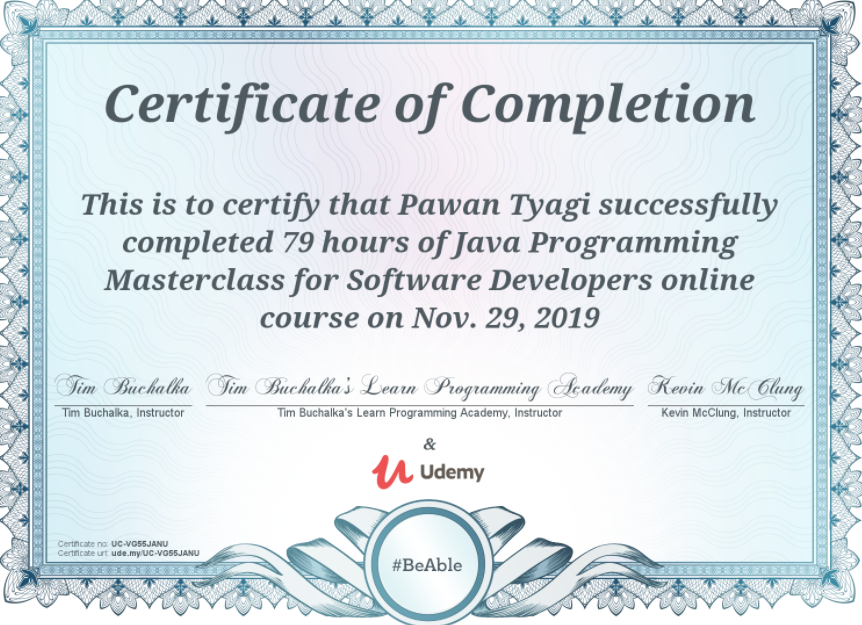 Certificate of Completion
This is to certify that Pawan Tyagi successfully
completed 79 hours of Java Programming
Masterclass for Software Developers online
course on Nov. 29, 2019
Tim Buchalka Tim Buchalka's Learn Programming Academy Kevin Mc Clung
Tim Buchalka, Instructor Tim Buchalka's Learn Programming Academy, Instructor Kevin McClung, Instructor
&
Udemy
Certificate no: UC-VG55JANU
Certificate url: ude.my/UC-VG55JANU
#BeAble